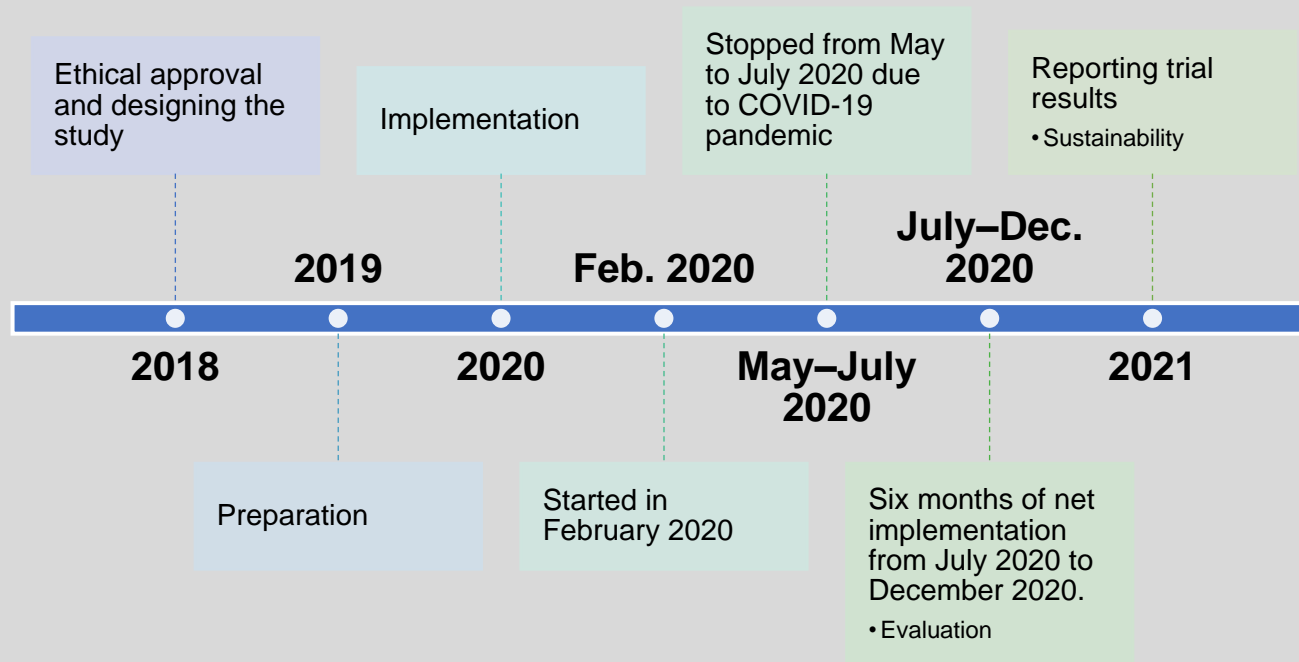 Ethical approval
and designing the
study
Implementation
Stopped from May
to July 2020 due
to COVID-19
pandemic
Reporting trial
results
• Sustainability
2019
Feb. 2020
July–Dec.
2020
2018
2020
May–July
2020
2021
Preparation
Started in
February 2020
Six months of net
implementation
from July 2020 to
December 2020.
• Evaluation